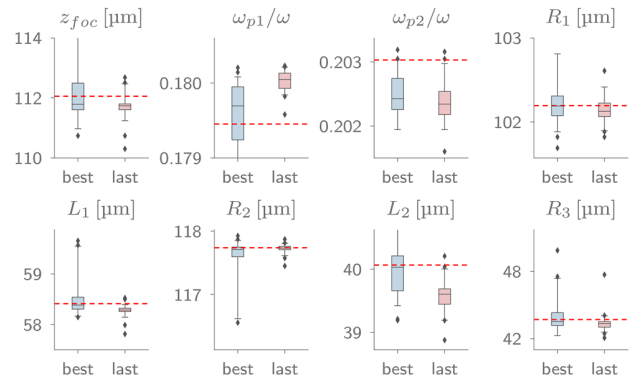 z_foc [µm] ω_p1/ω ω_p2/ω R_1 [µm]
114 0.180 0.203 103
112 0.179 0.202 102
110
best last best last best last best last
L_1 [µm] R_2 [µm] L_2 [µm] R_3 [µm]
59 118 40 48
58 117 39 42
best last best last best last best last